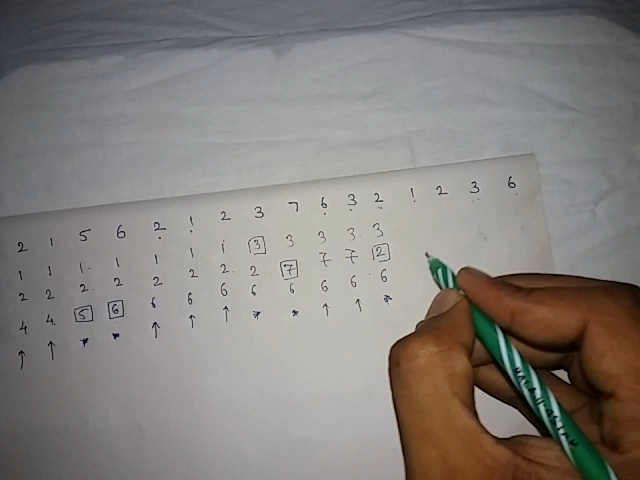 2 1 5 6 2 1 2 3 7 6 3 2 1 2 3 6
1 1 1 1 1 1 1 3 3 3 3 3
2 2 2 2 2 2 2 2 7 7 7 2
4 4 5 6 6 6 6 6 6 6 6 6
↑ ↑ * * ↑ ↑ ↑ * * ↑ ↑ *